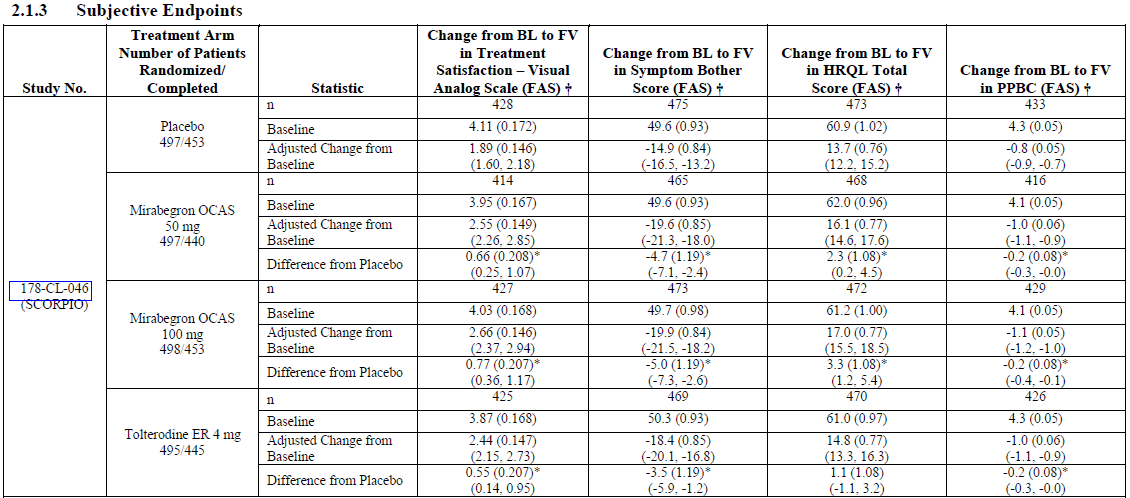 2.1.3 Subjective Endpoints
Study No.
Treatment Arm
Number of Patients
Randomized/
Completed
Statistic
Change from BL to FV
in Treatment
Satisfaction – Visual
Analog Scale (FAS) †
Change from BL to FV
in Symptom Bother
Score (FAS) †
Change from BL to FV
in HRQL Total
Score (FAS) †
Change from BL to FV
in PPBC (FAS) †
178-CL-046
(SCORPIO)
Placebo
497/453
n 428 475 473 433
Baseline 4.11 (0.172) 49.6 (0.93) 60.9 (1.02) 4.3 (0.05)
Adjusted Change from 1.89 (0.146) -14.9 (0.84) 13.7 (0.76) -0.8 (0.05)
Baseline (1.60, 2.18) (-16.5, -13.2) (12.2, 15.2) (-0.9, -0.7)
Mirabegron OCAS
50 mg
497/440
n 414 465 468 416
Baseline 3.95 (0.167) 49.6 (0.93) 62.0 (0.96) 4.1 (0.05)
Adjusted Change from 2.55 (0.149) -19.6 (0.85) 16.1 (0.77) -1.0 (0.06)
Baseline (2.26, 2.85) (-21.3, -18.0) (14.6, 17.6) (-1.1, -0.9)
Difference from Placebo 0.66 (0.208)* -4.7 (1.19)* 2.3 (1.08)* -0.2 (0.08)*
(0.25, 1.07) (-7.1, -2.4) (0.2, 4.5) (-0.3, -0.0)
Mirabegron OCAS
100 mg
498/453
n 427 473 472 429
Baseline 4.03 (0.168) 49.7 (0.98) 61.2 (1.00) 4.1 (0.05)
Adjusted Change from 2.66 (0.146) -19.9 (0.84) 17.0 (0.77) -1.1 (0.05)
Baseline (2.37, 2.94) (-21.5, -18.2) (15.5, 18.5) (-1.2, -1.0)
Difference from Placebo 0.77 (0.207)* -5.0 (1.19)* 3.3 (1.08)* -0.2 (0.08)*
(0.36, 1.17) (-7.3, -2.6) (1.2, 5.4) (-0.4, -0.1)
Tolterodine ER 4 mg
495/445
n 425 469 470 426
Baseline 3.87 (0.168) 50.3 (0.93) 61.0 (0.97) 4.3 (0.05)
Adjusted Change from 2.44 (0.147) -18.4 (0.85) 14.8 (0.77) -1.0 (0.06)
Baseline (2.15, 2.73) (-20.1, -16.8) (13.3, 16.3) (-1.1, -0.9)
Difference from Placebo 0.55 (0.207)* -3.5 (1.19)* 1.1 (1.08) -0.2 (0.08)*
(0.14, 0.95) (-5.9, -1.2) (-1.1, 3.2) (-0.3, -0.0)